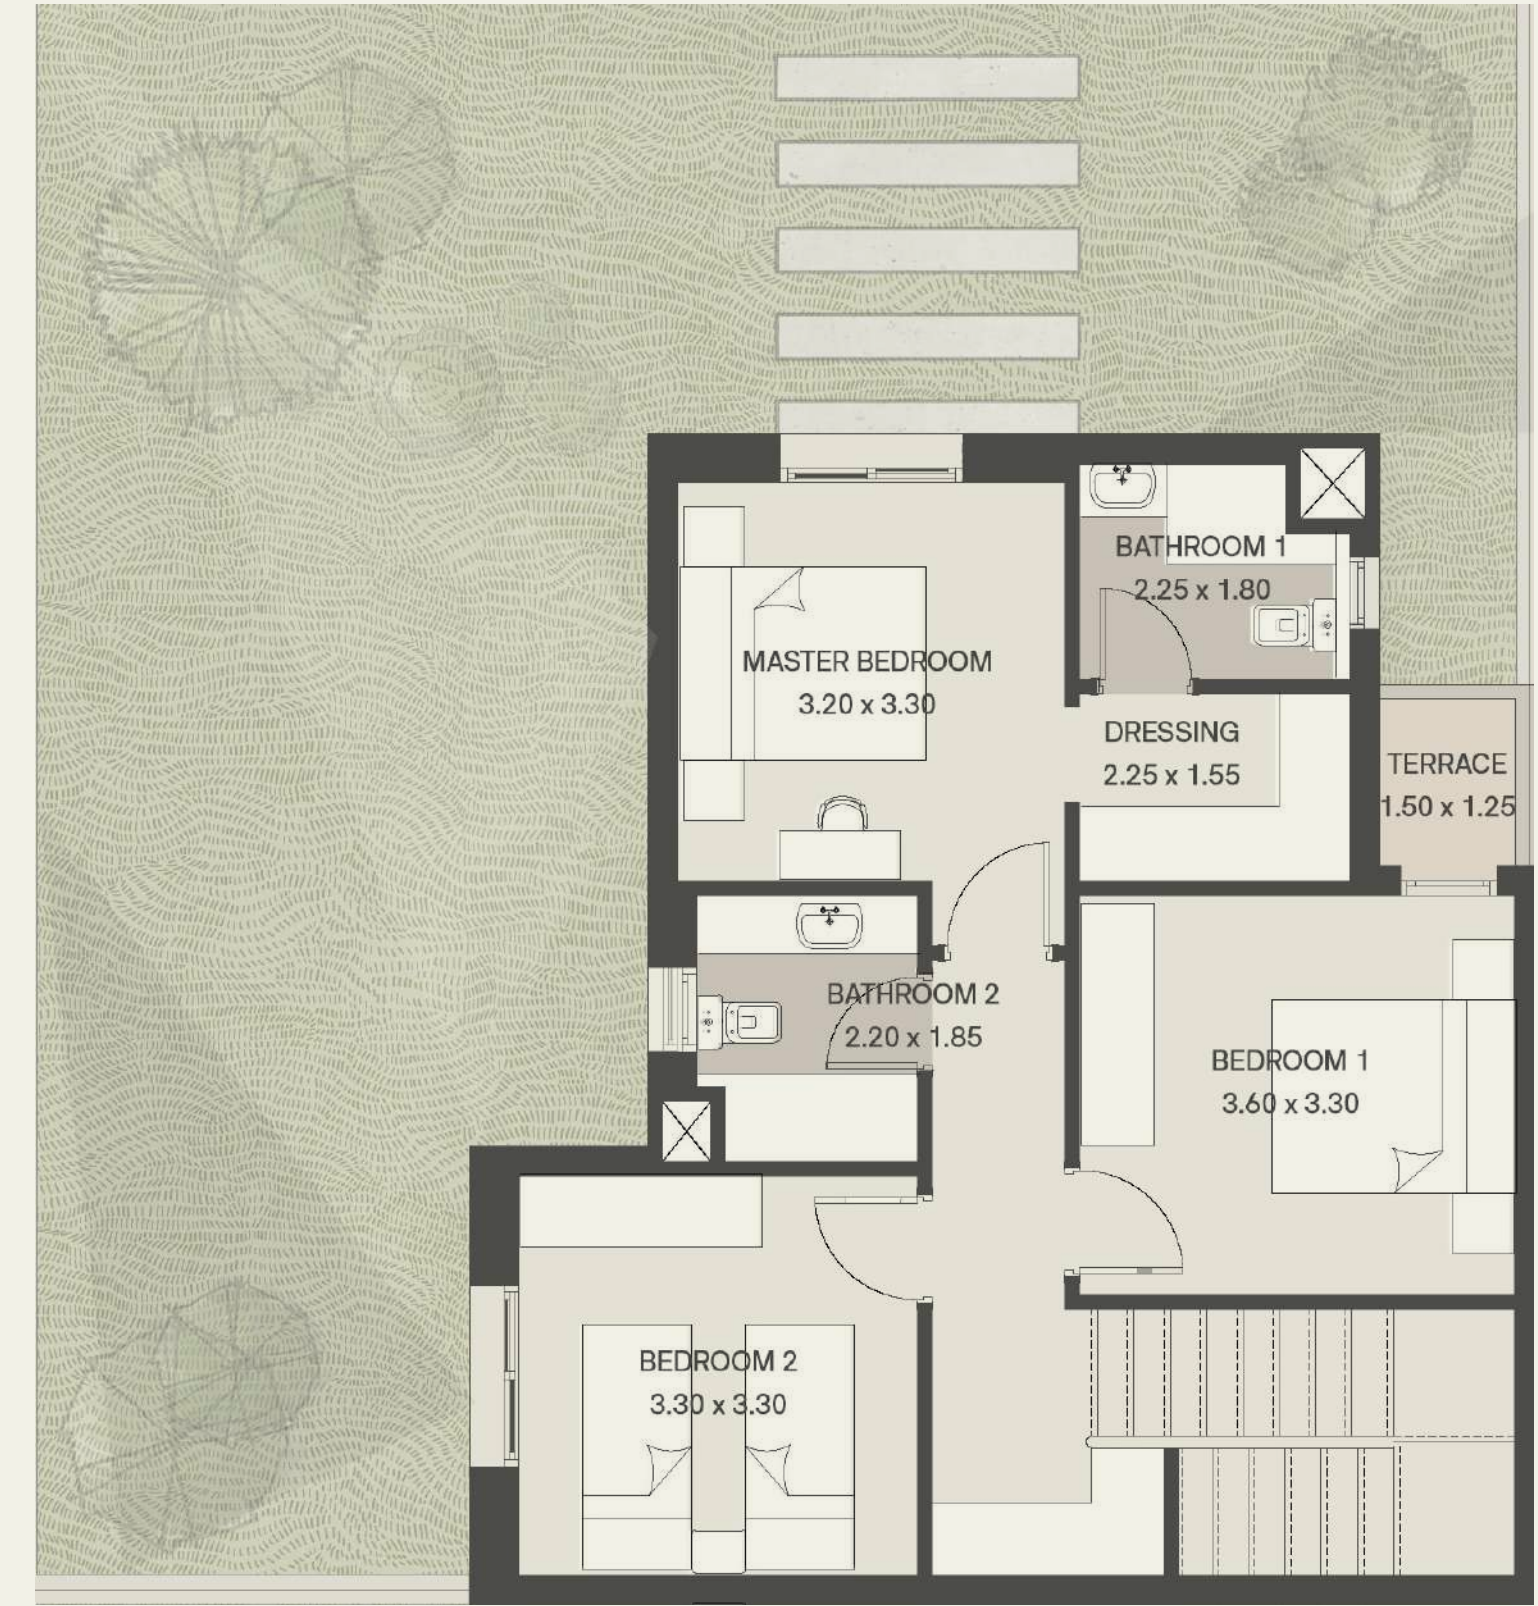 BATHROOM 1
2.25 x 1.80
MASTER BEDROOM
3.20 x 3.30
DRESSING
2.25 x 1.55
TERRACE
1.50 x 1.25
BATHROOM 2
2.20 x 1.85
BEDROOM 1
3.60 x 3.30
BEDROOM 2
3.30 x 3.30